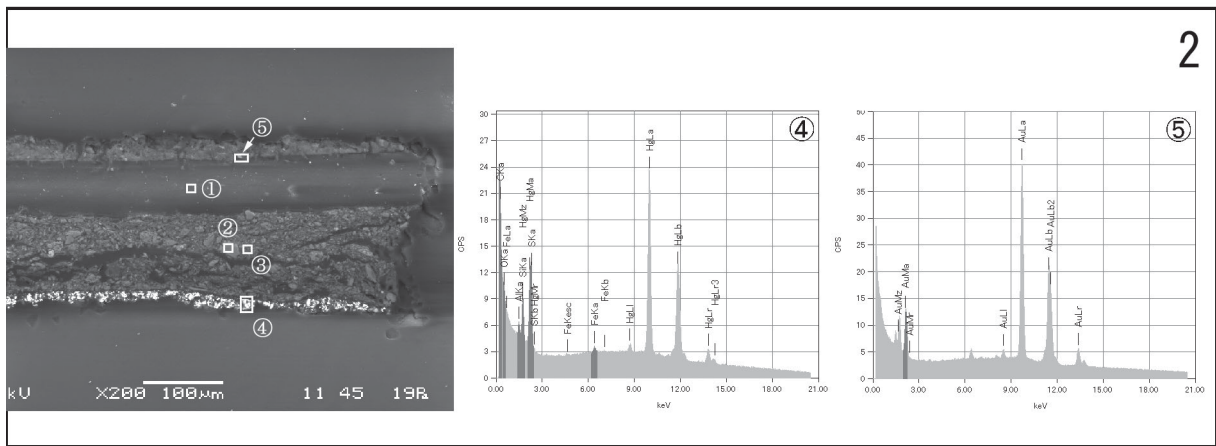 2
⑤
①
②
③
④
kV X200 100μm 11 45 19R
④
CPS
30
27
24
21
18
15
12
9
6
3
0
CKa
OKa
FeLa
AlKa
SiKa
HgMz
SKa
HgMa
SKb
HgMr
FeKesc
FeKa
FeKb
HgLl
HgLa
HgLb
HgLr
HgLr3
0.00 3.00 6.00 9.00 12.00 15.00 18.00 21.00
keV
⑤
CPS
50
45
40
35
30
25
20
15
10
5
0
AuMz
AuMa
AuMr
AuLl
AuLa
AuLb
AuLb2
AuLr
0.00 3.00 6.00 9.00 12.00 15.00 18.00 21.00
keV